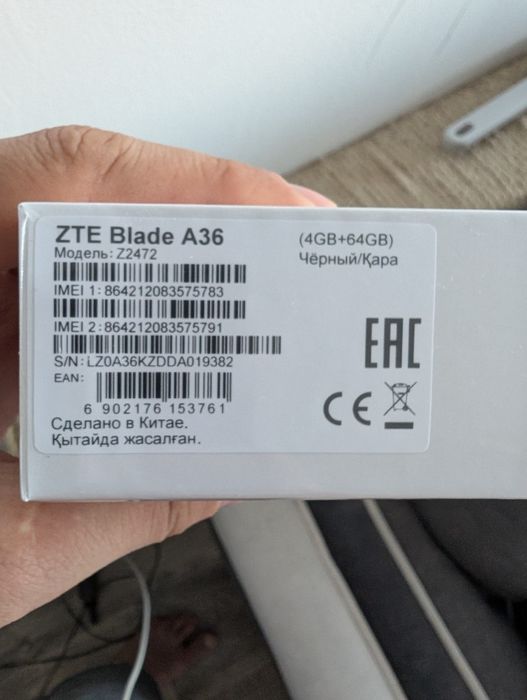 ZTE Blade A36
(4GB+64GB)
Модель: Z2472
Чёрный/Қара
IMEI 1: 864212083575783
IMEI 2: 864212083575791
S/N: LZ0A36KZDDA019382
EAN:
6 902176 153761
EAC
CE
Сделано в Китае.
Қытайда жасалған.